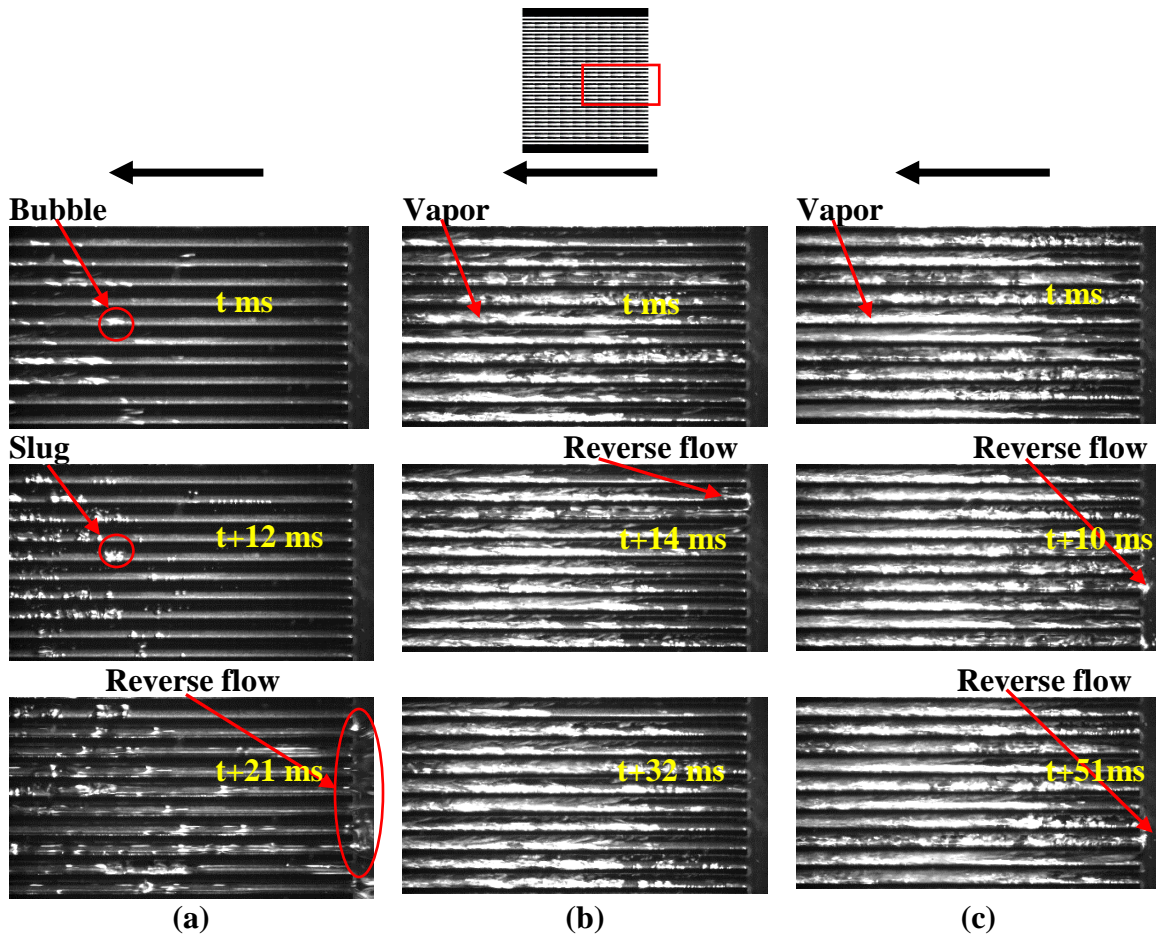 Bubble
Vapor
Vapor
t ms
t ms
t ms
Slug
Reverse flow
Reverse flow
t+12 ms
t+14 ms
t+10 ms
Reverse flow
Reverse flow
t+21 ms
t+32 ms
t+51ms
(a)
(b)
(c)